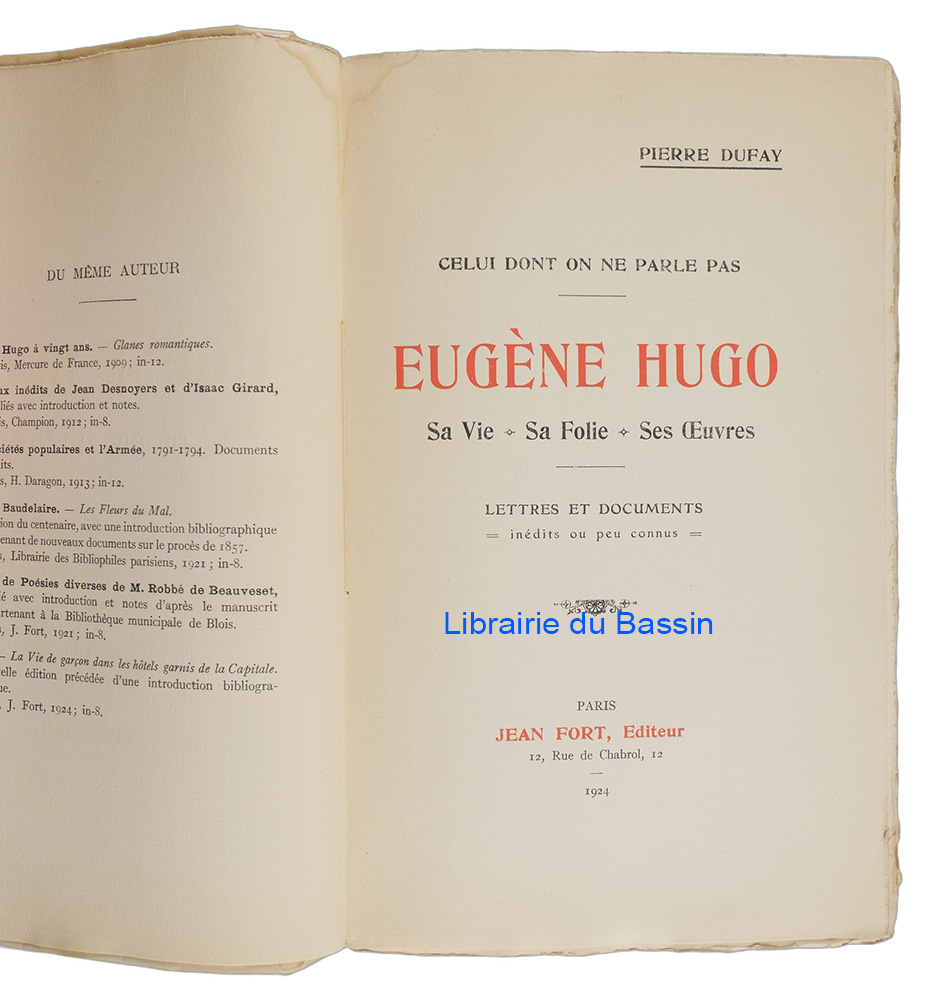 DU MÊME AUTEUR
Hugo à vingt ans. — Glanes romantiques.
is, Mercure de France, 1909; in-12.
ux inédits de Jean Desnoyers et d'Isaac Girard,
liés avec introduction et notes.
is, Champion, 1912; in-8.
iétés populaires et l'Armée, 1791-1794. Documents
its.
s, H. Daragon, 1913; in-12.
Baudelaire. — Les Fleurs du Mal.
ion du centenaire, avec une introduction bibliographique
enant de nouveaux documents sur le procès de 1857.
s, Librairie des Bibliophiles parisiens, 1921; in-8.
de Poésies diverses de M. Robbé de Beauveset,
é avec introduction et notes d'après le manuscrit
rtenant à la Bibliothèque municipale de Blois.
s, J. Fort, 1921; in-8.
— La Vie de garçon dans les hôtels garnis de la Capitale.
elle édition précédée d'une introduction bibliogra-
ue.
, J. Fort, 1924; in-8.
PIERRE DUFAY
CELUI DONT ON NE PARLE PAS
EUGÈNE HUGO
Sa Vie ✧ Sa Folie ✧ Ses Œuvres
LETTRES ET DOCUMENTS
= inédits ou peu connus =
Librairie du Bassin
PARIS
JEAN FORT, Editeur
12, Rue de Chabrol, 12
1924